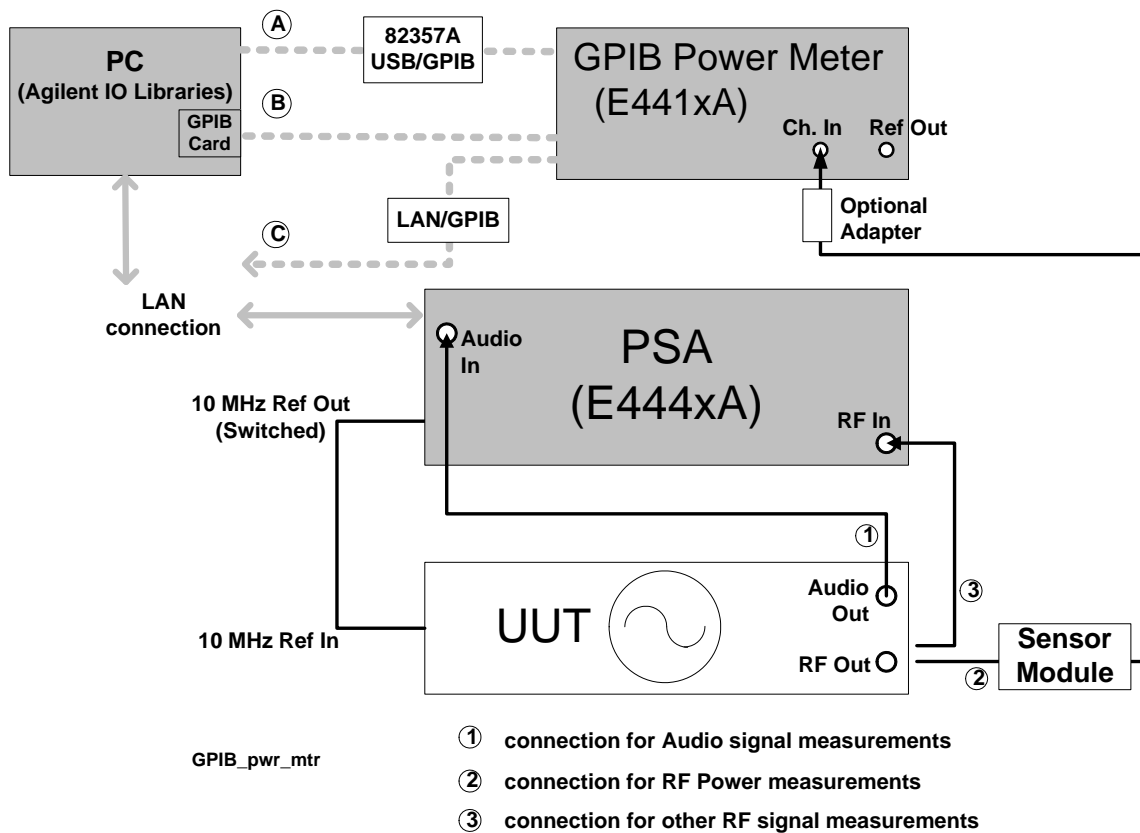 A
82357A
USB/GPIB
PC
(Agilent IO Libraries)
GPIB
Card
B
GPIB Power Meter
(E441xA)
Ch. In
Ref Out
LAN/GPIB
Optional
Adapter
C
LAN
connection
Audio
In
PSA
(E444xA)
RF In
10 MHz Ref Out
(Switched)
1
3
UUT
Audio
Out
RF Out
10 MHz Ref In
2
Sensor
Module
1 connection for Audio signal measurements
GPIB_pwr_mtr
2 connection for RF Power measurements
3 connection for other RF signal measurements